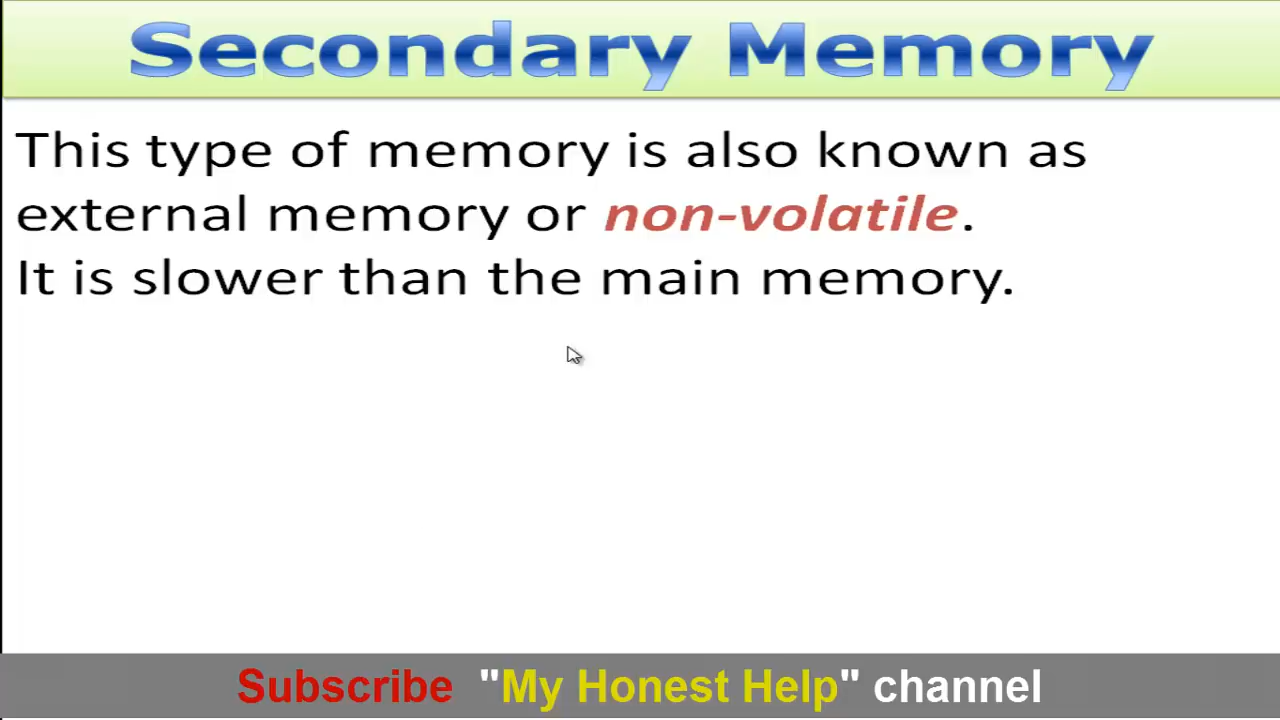 Secondary Memory
This type of memory is also known as
external memory or non-volatile.
It is slower than the main memory.
Subscribe "My Honest Help" channel